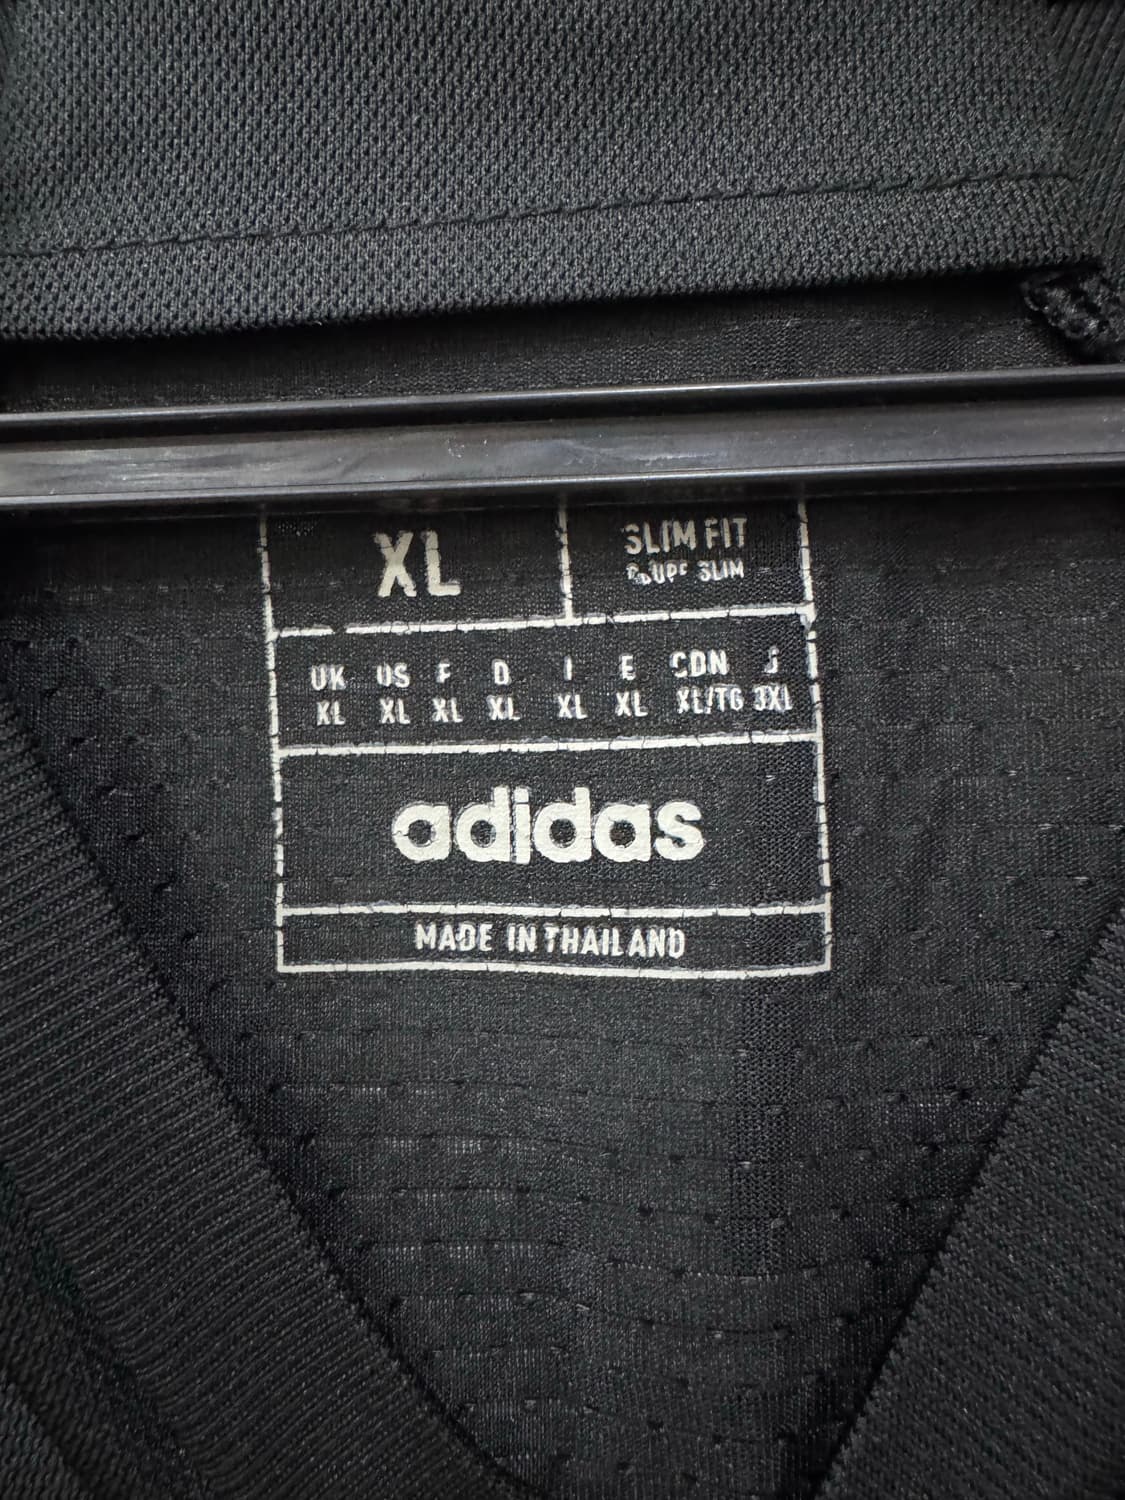 XL
SLIM FIT
SLIM
UK US F D I E CDN J
XL XL XL XL XL XL XL/TG 3XL
adidas
MADE IN THAILAND